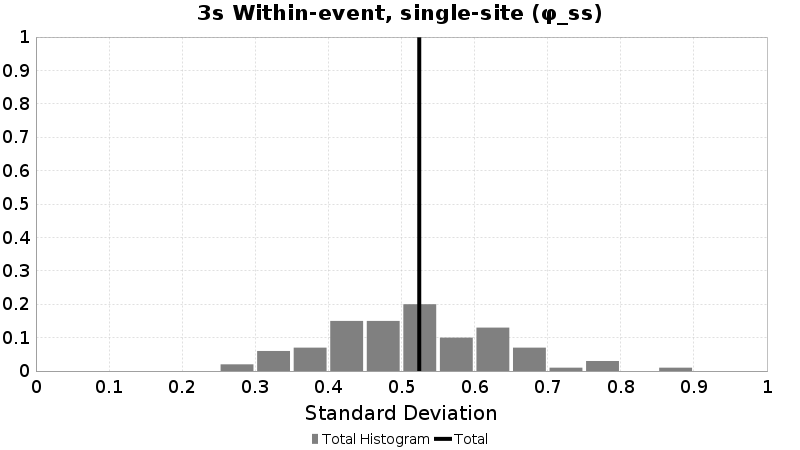 3s Within-event, single-site (φ_ss)
1
0.9
0.8
0.7
0.6
0.5
0.4
0.3
0.2
0.1
0
0 0.1 0.2 0.3 0.4 0.5 0.6 0.7 0.8 0.9 1
Standard Deviation
Total Histogram Total